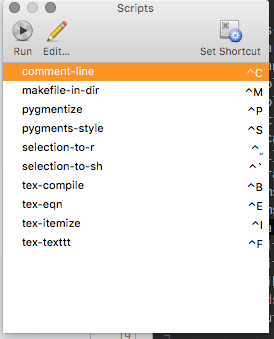 Scripts
Run Edit... Set Shortcut
comment-line ^C
makefile-in-dir ^M
pygmentize ^P
pygments-style ^S
selection-to-r ^˽
selection-to-sh ^`
tex-compile ^B
tex-eqn ^E
tex-itemize ^I
tex-texttt ^F
19